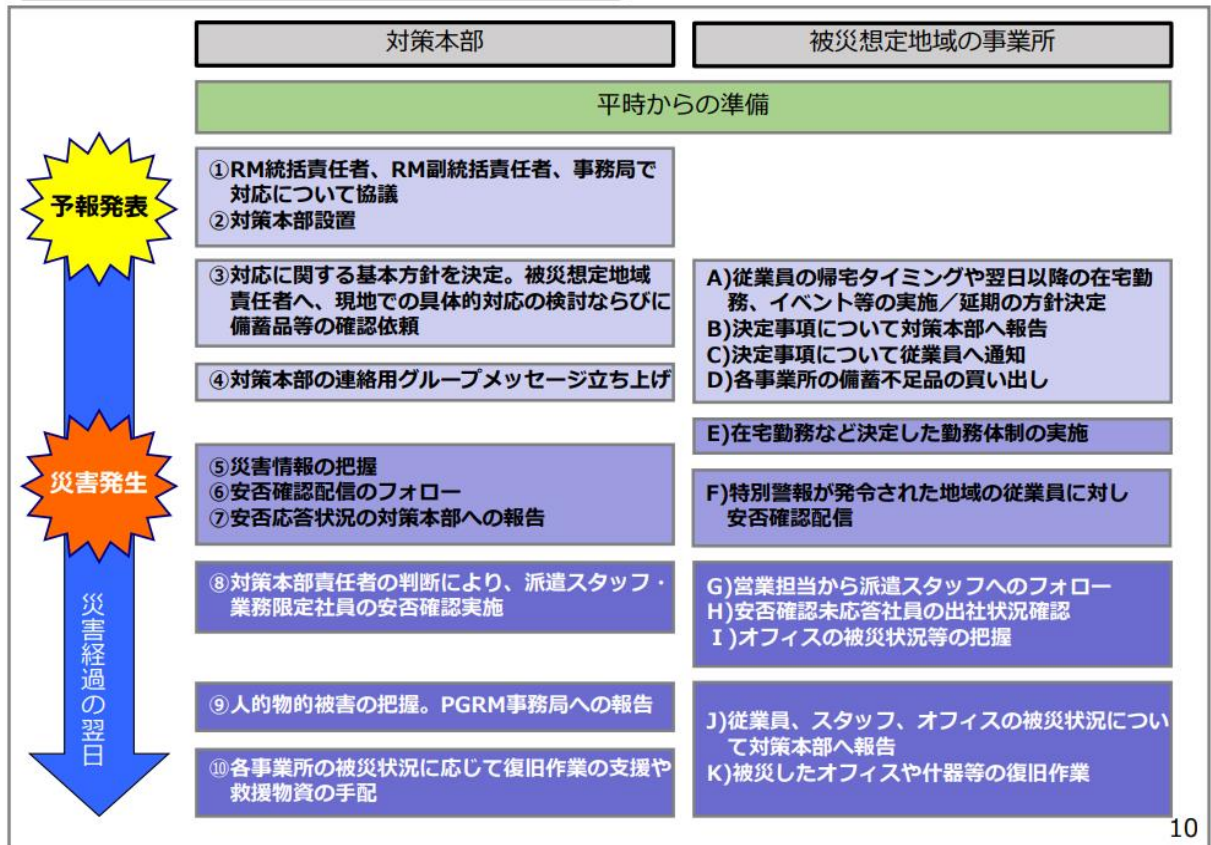 対策本部
被災想定地域の事業所
平時からの準備
予報発表
①RM統括責任者、RM副統括責任者、事務局で
対応について協議
②対策本部設置
③対応に関する基本方針を決定。被災想定地域
責任者へ、現地での具体的対応の検討ならびに
備蓄品等の確認依頼
④対策本部の連絡用グループメッセージ立ち上げ
A)従業員の帰宅タイミングや翌日以降の在宅勤
務、イベント等の実施／延期の方針決定
B)決定事項について対策本部へ報告
C)決定事項について従業員へ通知
D)各事業所の備蓄不足品の買い出し
E)在宅勤務など決定した勤務体制の実施
災害発生
⑤災害情報の把握
⑥安否確認配信のフォロー
⑦安否応答状況の対策本部への報告
F)特別警報が発令された地域の従業員に対し
安否確認配信
災害経過の翌日
⑧対策本部責任者の判断により、派遣スタッフ・
業務限定社員の安否確認実施
G)営業担当から派遣スタッフへのフォロー
H)安否確認未応答社員の出社状況確認
Ｉ)オフィスの被災状況等の把握
⑨人的物的被害の把握。PGRM事務局への報告
⑩各事業所の被災状況に応じて復旧作業の支援や
救援物資の手配
J)従業員、スタッフ、オフィスの被災状況につい
て対策本部へ報告
K)被災したオフィスや什器等の復旧作業
10